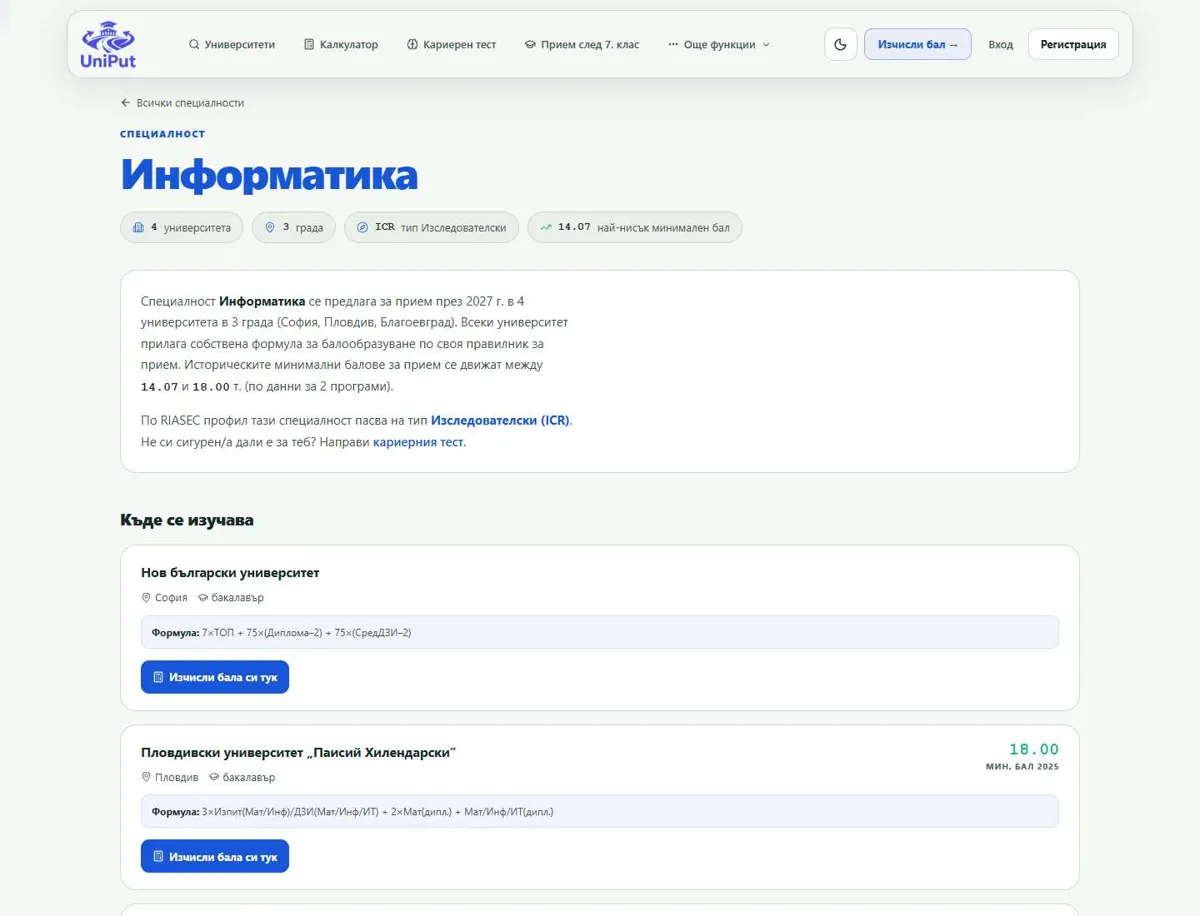 UniPut
Университети
Калкулатор
Кариерен тест
Прием след 7. клас
Още функции
Изчисли бал →
Вход
Регистрация
← Всички специалности
СПЕЦИАЛНОСТ
Информатика
4 университета
3 града
ICR тип Изследователски
14.07 най-нисък минимален бал
Специалност Информатика се предлага за прием през 2027 г. в 4
университета в 3 града (София, Пловдив, Благоевград). Всеки университет
прилага собствена формула за балообразуване по своя правилник за
прием. Историческите минимални балове за прием се движат между
14.07 и 18.00 т. (по данни за 2 програми).
По RIASEC профил тази специалност пасва на тип Изследователски (ICR).
Не си сигурен/а дали е за теб? Направи кариерния тест.
Къде се изучава
Нов български университет
София бакалавър
Формула: 7×ТОП + 75×(Диплома–2) + 75×(СредДЗИ–2)
Изчисли бала си тук
Пловдивски университет „Паисий Хилендарски“
18.00
МИН. БАЛ 2025
Пловдив бакалавър
Формула: 3×Изпит(Мат/Инф)/ДЗИ(Мат/Инф/ИТ) + 2×Мат(дипл.) + Мат/Инф/ИТ(дипл.)
Изчисли бала си тук